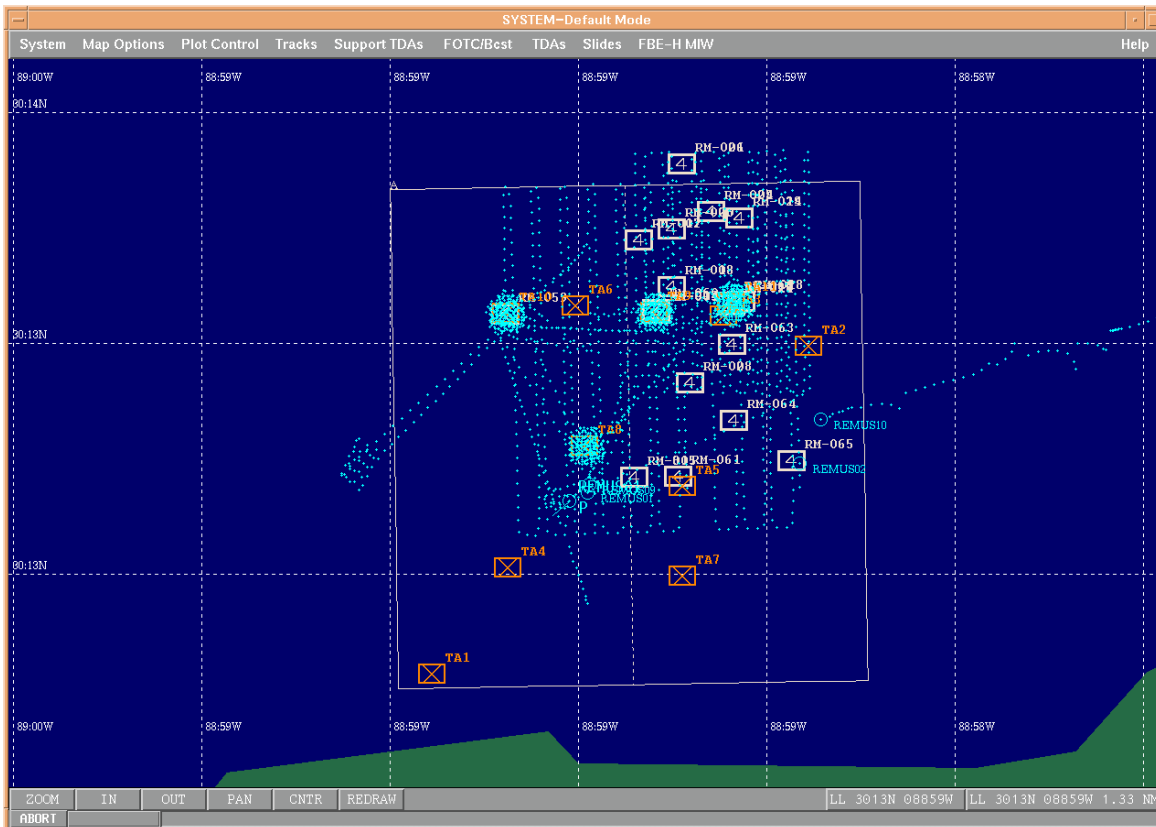 SYSTEM-Default Mode
System Map Options Plot Control Tracks Support TDAs FOTC/Bcst TDAs Slides FBE-H MIW Help
89:00W 88:59W 88:59W 88:59W 88:59W 88:58W
30:14N
A
RM-063
TA6
RM-059
30:13N
TA2
RM-008
RM-064
REMUS10
TA8
RM-065
RM-061
REMUS02
TA5
REMUS01
P
TA4
30:13N
TA7
TA1
89:00W 88:59W 88:59W 88:59W 88:59W 88:58W
ZOOM IN OUT PAN CNTR REDRAW LL 3013N 08859W LL 3013N 08859W 1.33 NM
ABORT